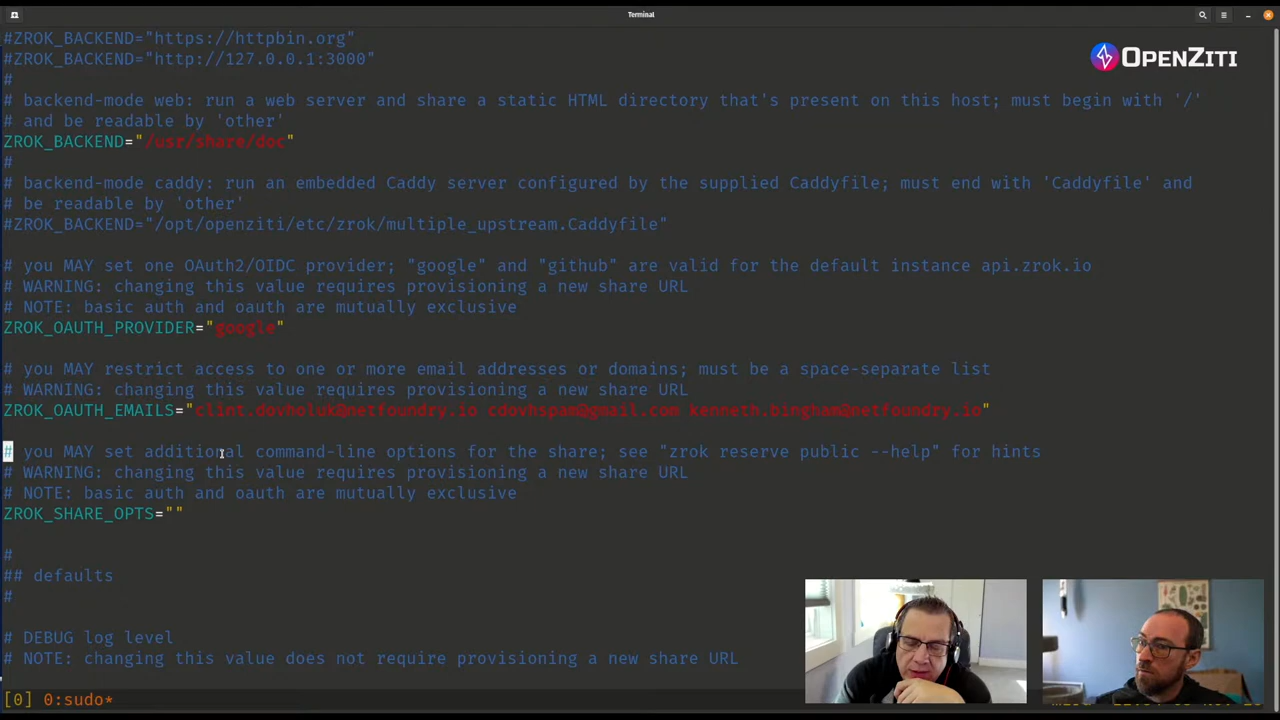 Terminal
#ZROK_BACKEND="https://httpbin.org"
#ZROK_BACKEND="http://127.0.0.1:3000"
#
# backend-mode web: run a web server and share a static HTML directory that's present on this host; must begin with '/'
# and be readable by 'other'
ZROK_BACKEND="/usr/share/doc"
#
# backend-mode caddy: run an embedded Caddy server configured by the supplied Caddyfile; must end with 'Caddyfile' and
# be readable by 'other'
#ZROK_BACKEND="/opt/openziti/etc/zrok/multiple_upstream.Caddyfile"
# you MAY set one OAuth2/OIDC provider; "google" and "github" are valid for the default instance api.zrok.io
# WARNING: changing this value requires provisioning a new share URL
# NOTE: basic auth and oauth are mutually exclusive
ZROK_OAUTH_PROVIDER="google"
# you MAY restrict access to one or more email addresses or domains; must be a space-separate list
# WARNING: changing this value requires provisioning a new share URL
ZROK_OAUTH_EMAILS="clint.dovholuk@netfoundry.io cdovhspam@gmail.com kenneth.bingham@netfoundry.io"
# you MAY set additional command-line options for the share; see "zrok reserve public --help" for hints
# WARNING: changing this value requires provisioning a new share URL
# NOTE: basic auth and oauth are mutually exclusive
ZROK_SHARE_OPTS=""
#
## defaults
#
# DEBUG log level
# NOTE: changing this value does not require provisioning a new share URL
[0] 0:sudo*
OPENZITI